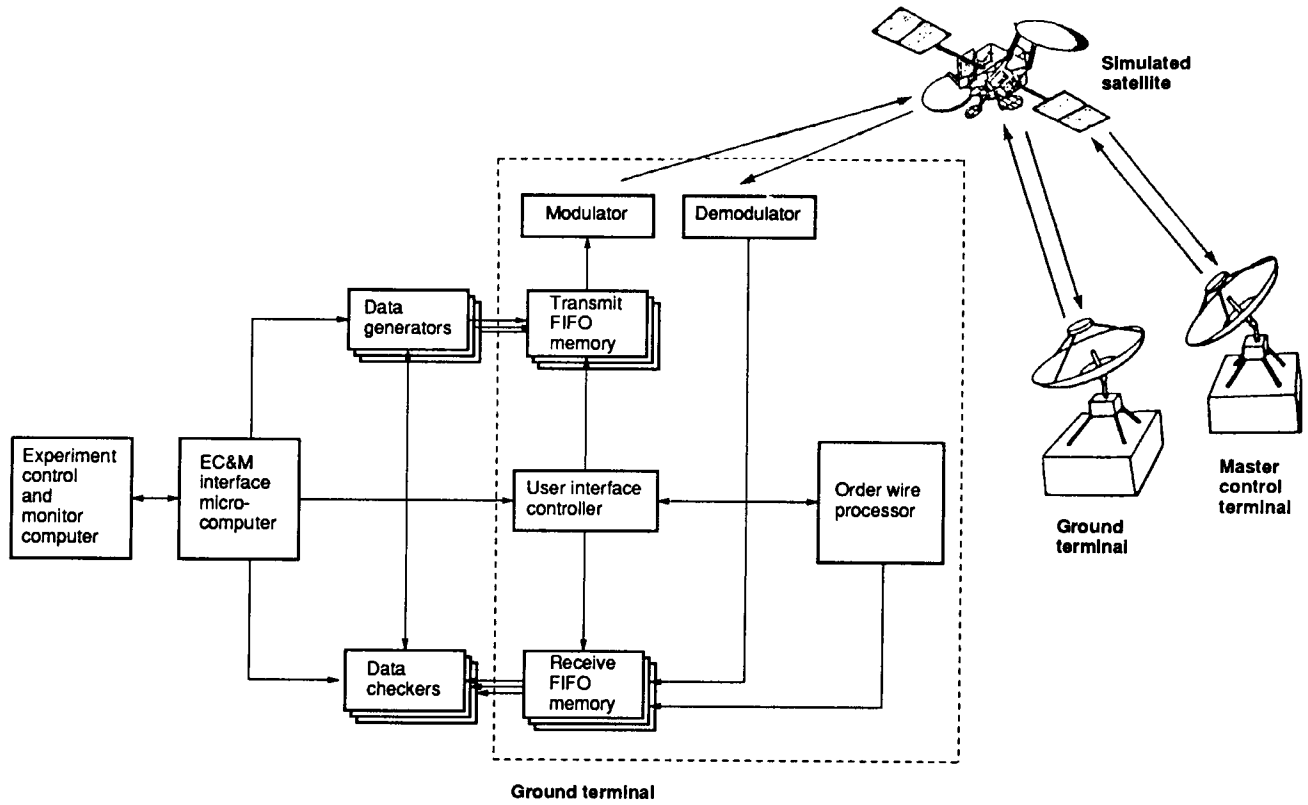 Simulated
satellite
Modulator
Demodulator
Data
generators
Transmit
FIFO
memory
Experiment
control
and
monitor
computer
EC&M
interface
micro-
computer
User interface
controller
Order wire
processor
Master
control
terminal
Ground
terminal
Data
checkers
Receive
FIFO
memory
Ground terminal